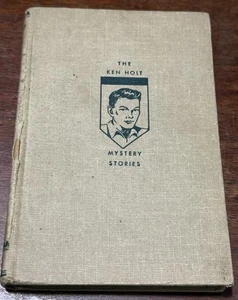 THE
KEN HOLT
MYSTERY
STORIES